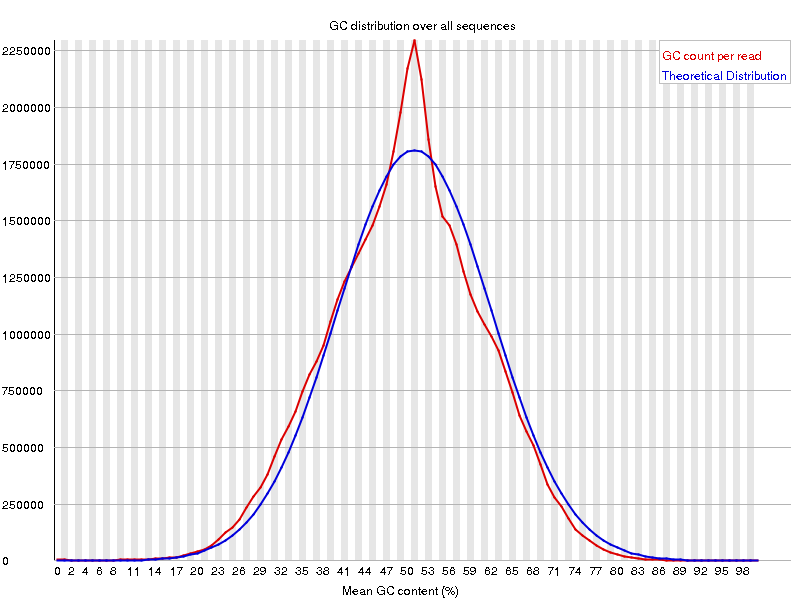 GC distribution over all sequences
GC count per read
Theoretical Distribution
2250000
2000000
1750000
1500000
1250000
1000000
750000
500000
250000
0
0 2 4 6 8 11 14 17 20 23 26 29 32 35 38 41 44 47 50 53 56 59 62 65 68 71 74 77 80 83 86 89 92 95 98
Mean GC content (%)